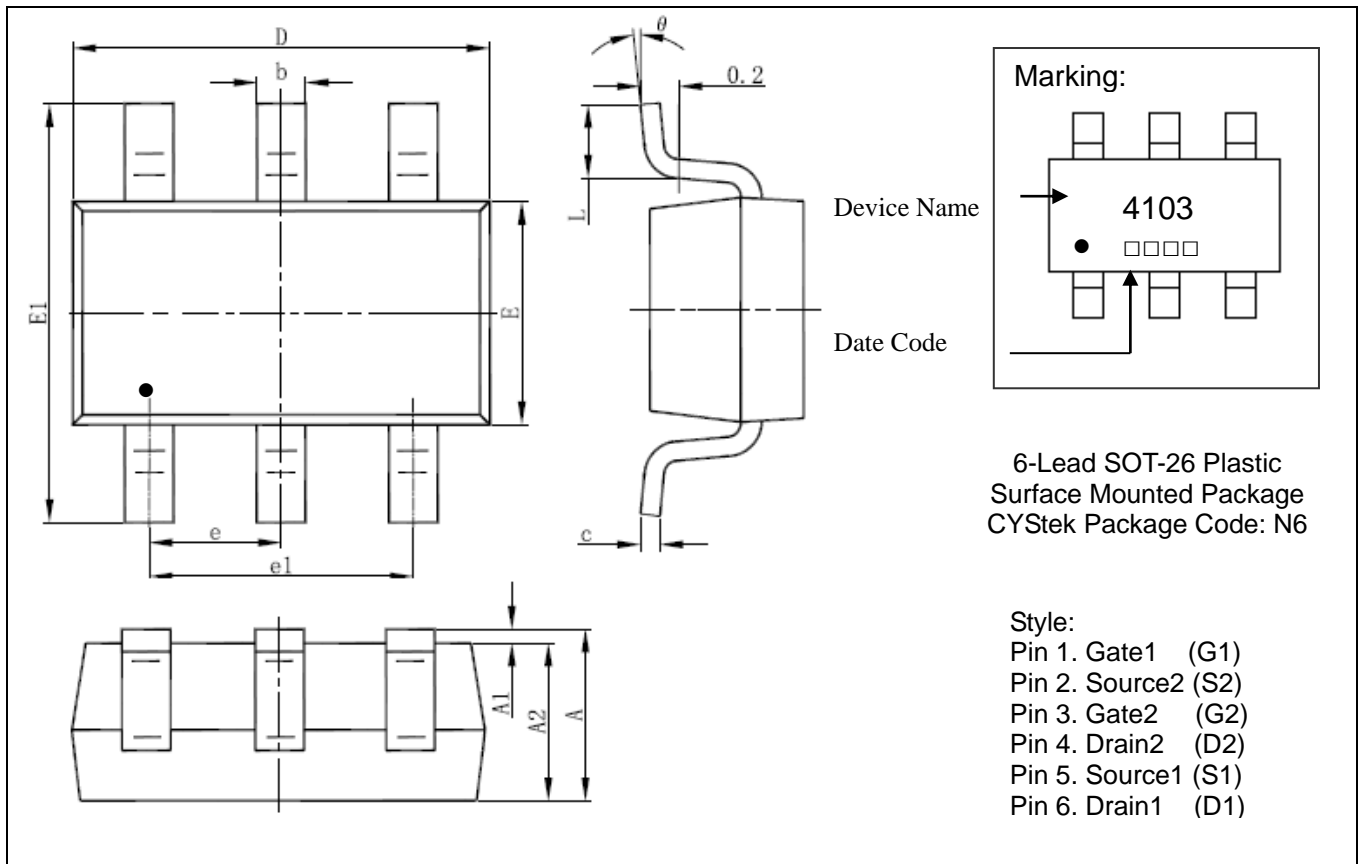 D
b
E1
E
e
e1
θ
0.2
L
c
A1
A2
A
Marking:
Device Name
4103
□□□□
Date Code
6-Lead SOT-26 Plastic
Surface Mounted Package
CYStek Package Code: N6
Style:
Pin 1. Gate1 (G1)
Pin 2. Source2 (S2)
Pin 3. Gate2 (G2)
Pin 4. Drain2 (D2)
Pin 5. Source1 (S1)
Pin 6. Drain1 (D1)